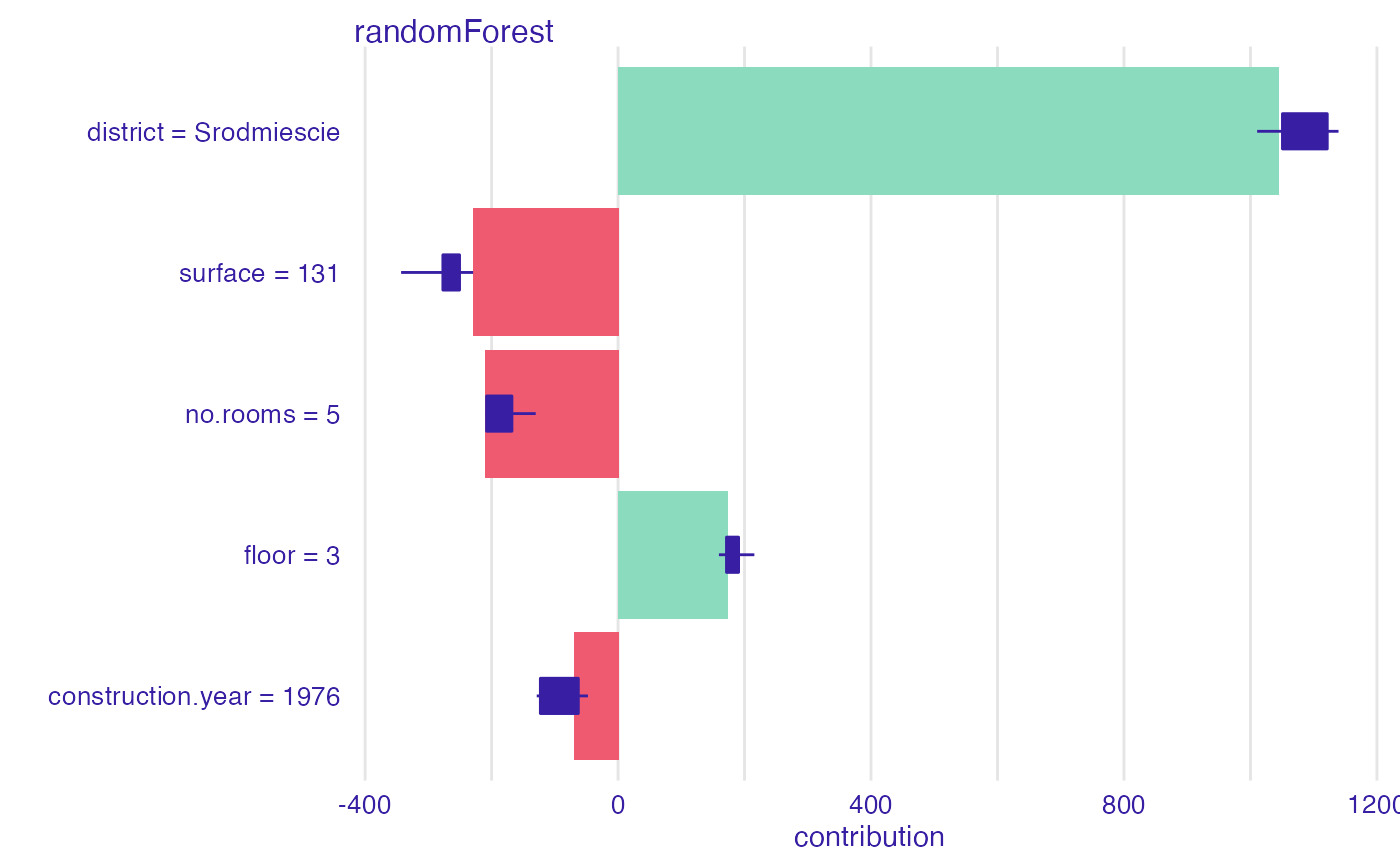 randomForest
district = Srodmiescie
surface = 131
no.rooms = 5
floor = 3
construction.year = 1976
-400 0 400 800 1200
contribution